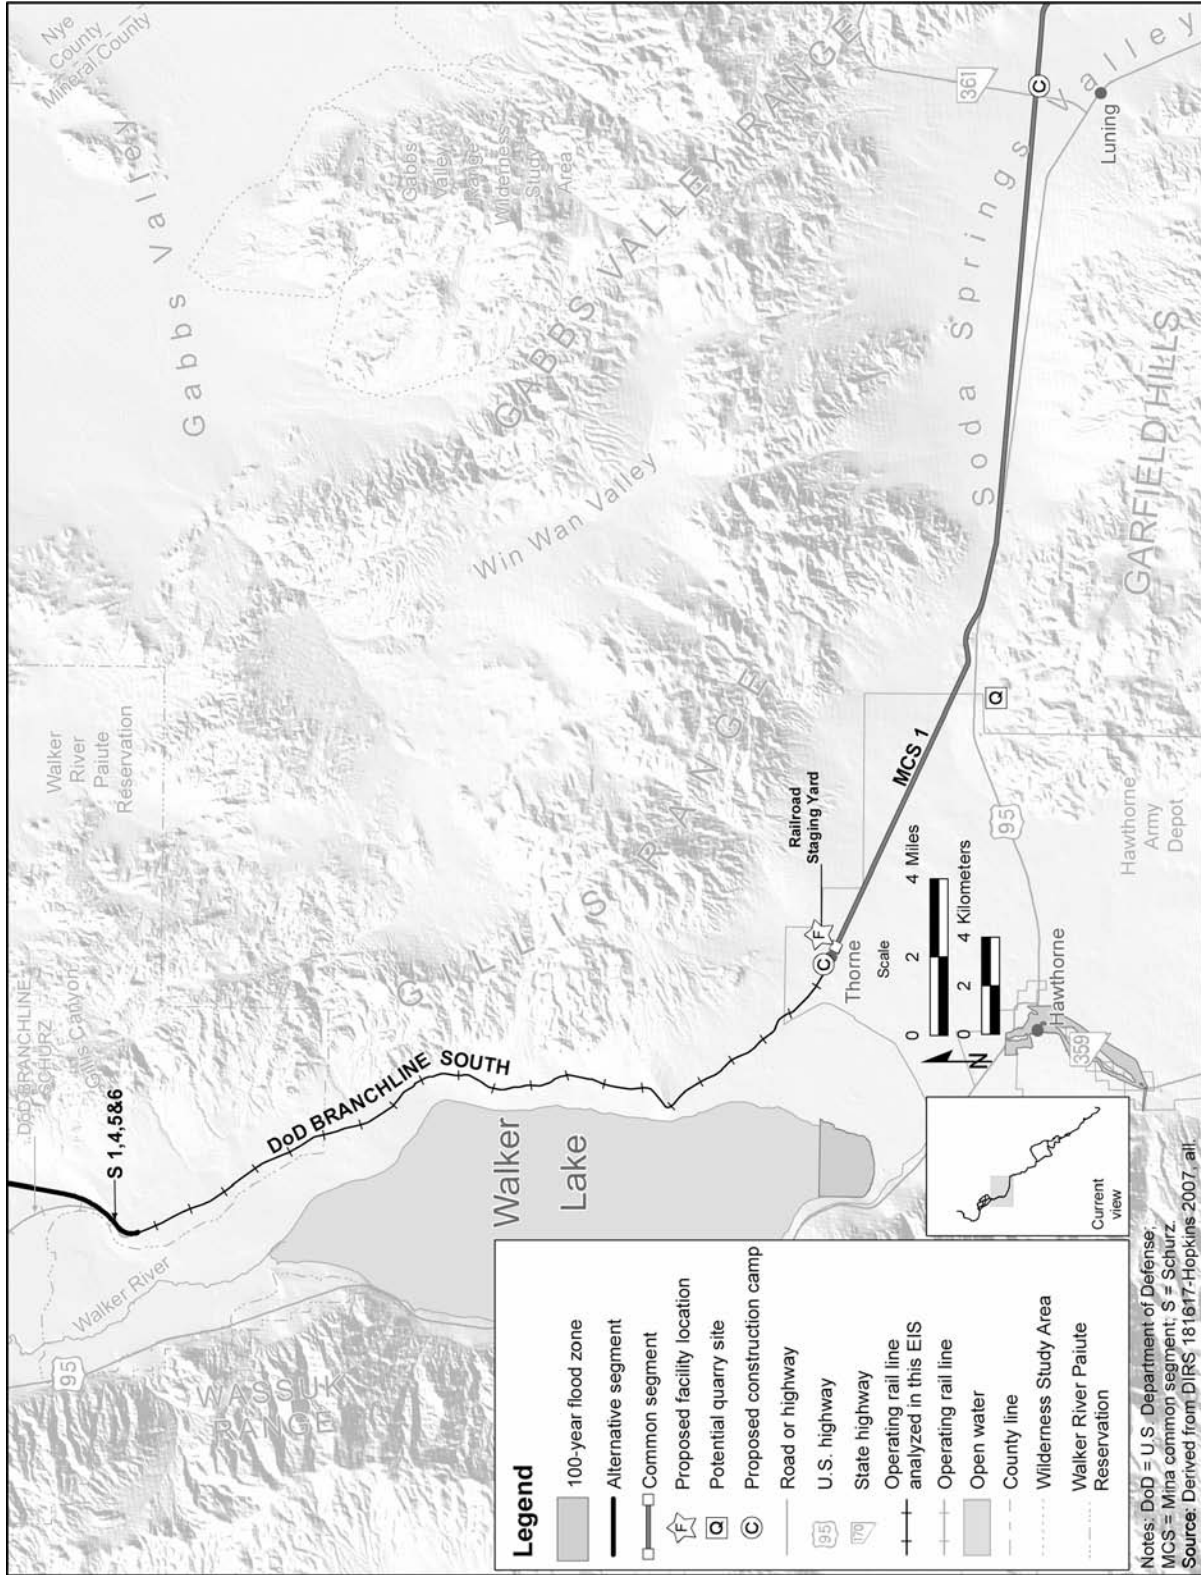 Nye
County
Mineral County
Gabbs Valley
Gabbs
Valley
Range
Wilderness
Study
Area
GABBS VALLEY RANGE
361
C
Soda Springs Valley
Luning
Win Wan Valley
GARFIELD HILLS
Walker
River
Paiute
Reservation
GILLIS RANGE
MCS 1
Q
95
Hawthorne
Army
Depot
Railroad
Staging Yard
F
C
Thorne
DoD BRANCHLINE
SCHURZ
Gillis Canyon
S 1,4,5&6
DoD BRANCHLINE SOUTH
Walker
Lake
Walker River
95
WASSUK
RANGE
Hawthorne
359
N
Scale
0 2 4 Miles
0 2 4 Kilometers
Current
view
Legend
100-year flood zone
Alternative segment
Common segment
F Proposed facility location
Q Potential quarry site
C Proposed construction camp
Road or highway
95 U.S. highway
170 State highway
Operating rail line
analyzed in this EIS
Operating rail line
Open water
County line
Wilderness Study Area
Walker River Paiute
Reservation
Notes: DoD = U.S. Department of Defense;
MCS = Mina common segment; S = Schurz.
Source: Derived from DIRS 181617-Hopkins 2007, all.